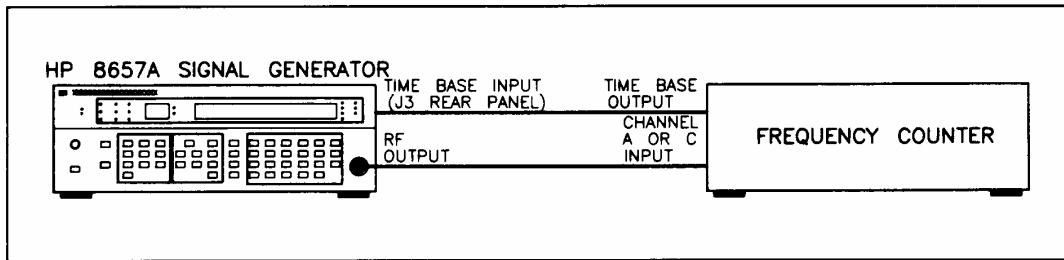 HP 8657A SIGNAL GENERATOR
TIME BASE INPUT
(J3 REAR PANEL)
TIME BASE
OUTPUT
RF
OUTPUT
CHANNEL
A OR C
INPUT
FREQUENCY COUNTER